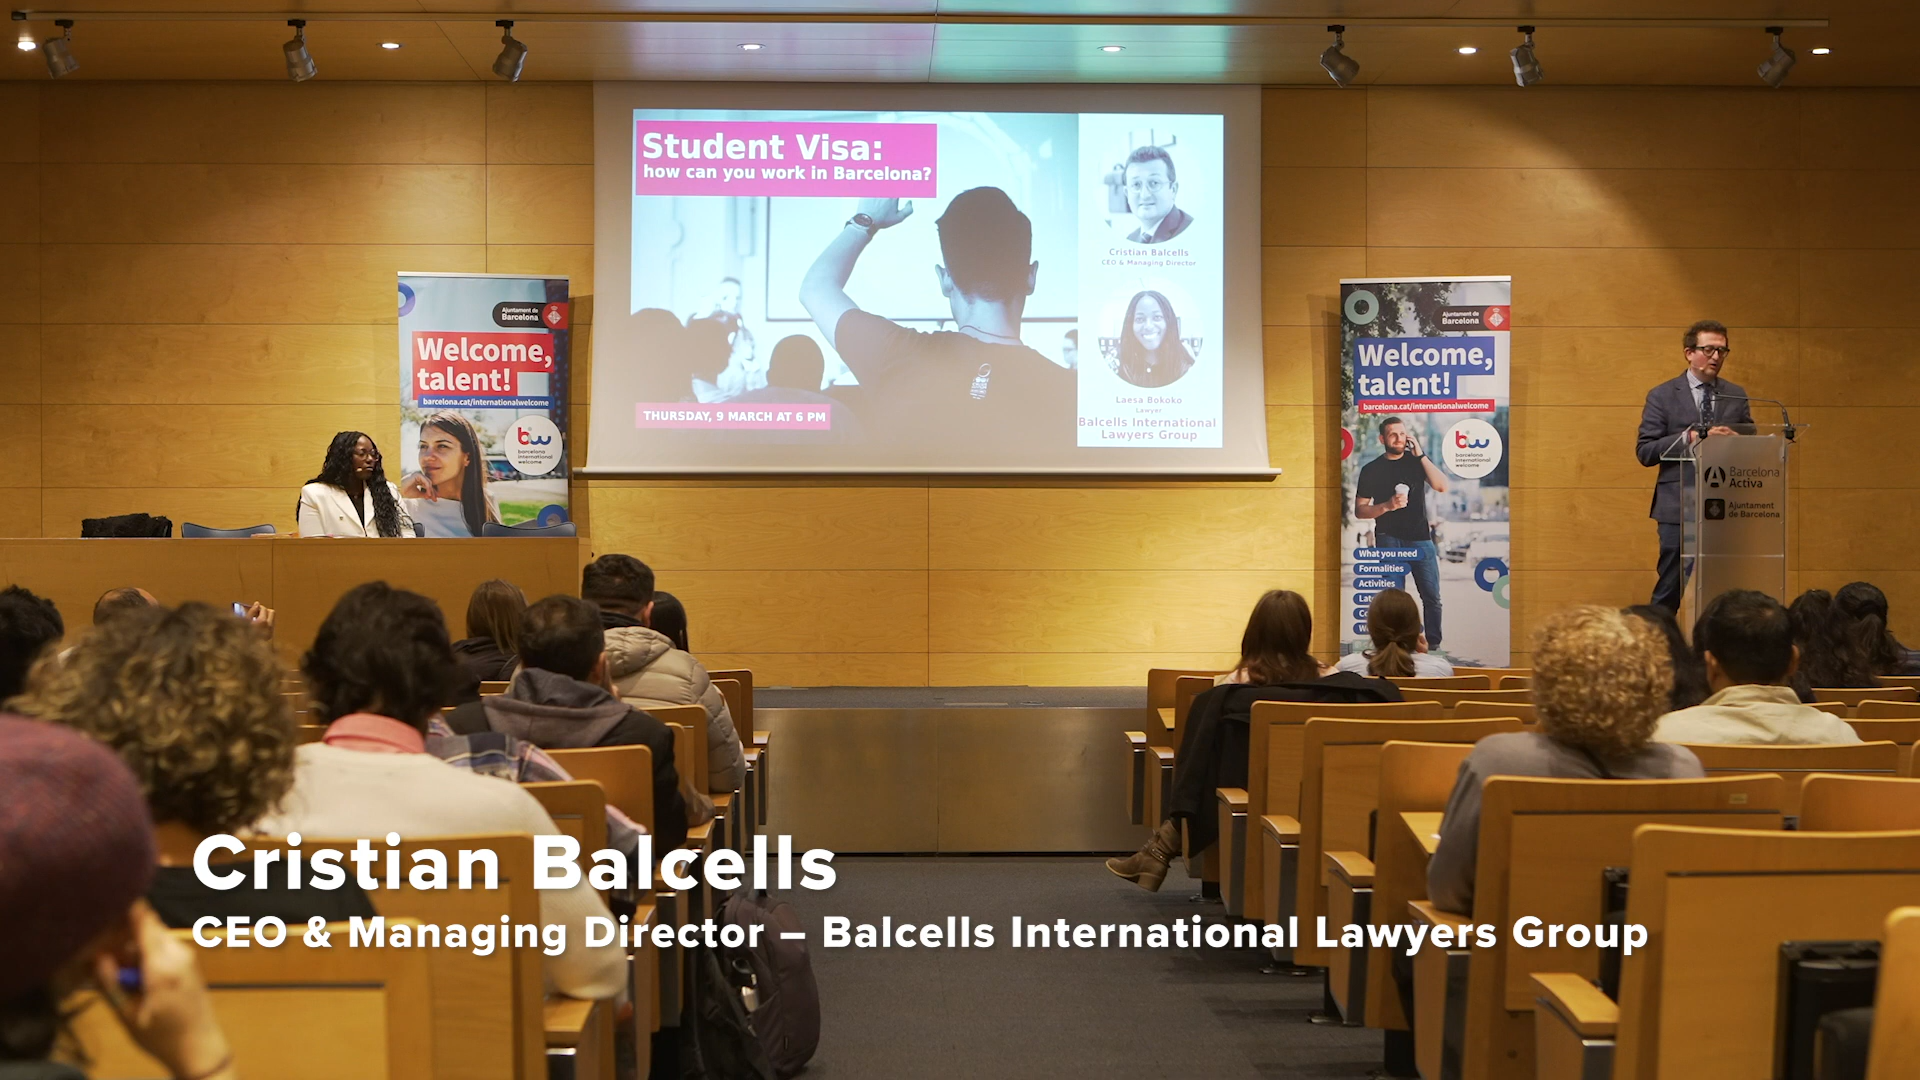 Student Visa:
how can you work in Barcelona?
THURSDAY, 9 MARCH AT 6 PM
Cristian Balcells
CEO & Managing Director
Laesa Bokoko
Lawyer
Balcells International
Lawyers Group
Ajuntament de
Barcelona
Welcome,
talent!
barcelona.cat/internationalwelcome
biw
barcelona
international
welcome
Ajuntament de
Barcelona
Welcome,
talent!
barcelona.cat/internationalwelcome
biw
barcelona
international
welcome
What you need
Formalities
Activities
Barcelona
Activa
Ajuntament
de Barcelona
Cristian Balcells
CEO & Managing Director – Balcells International Lawyers Group